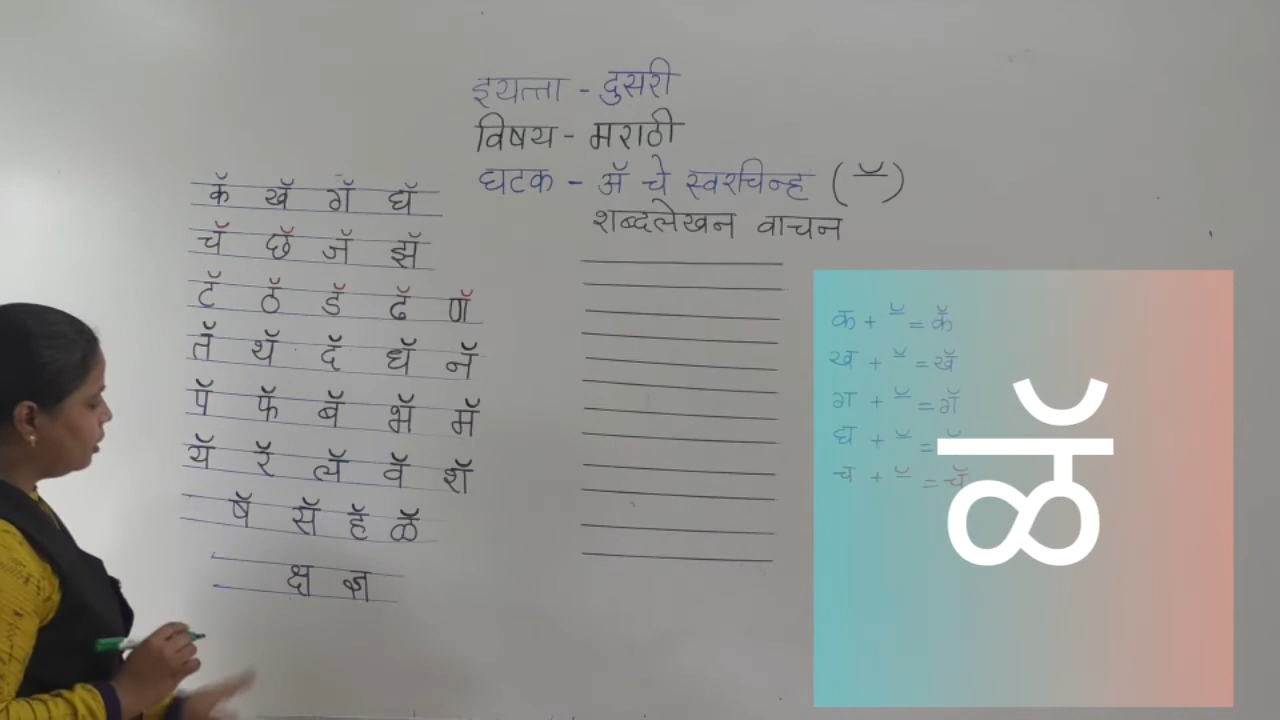 इयत्ता - दुसरी
विषय - मराठी
घटक - ॲ चे स्वरचिन्ह ( ॅ )
शब्दलेखन वाचन
कॅ खॅ गॅ घॅ
चॅ छॅ जॅ झॅ
टॅ ठॅ डॅ ढॅ णॅ
तॅ थॅ दॅ धॅ नॅ
पॅ फॅ बॅ भॅ मॅ
यॅ रॅ लॅ वॅ शॅ
षॅ सॅ हॅ ळॅ
क्ष ज्ञ
क + ॅ = कॅ
ख + ॅ = खॅ
ग + ॅ = गॅ
घ + ॅ =
च + ॅ = चॅ
ळॅ